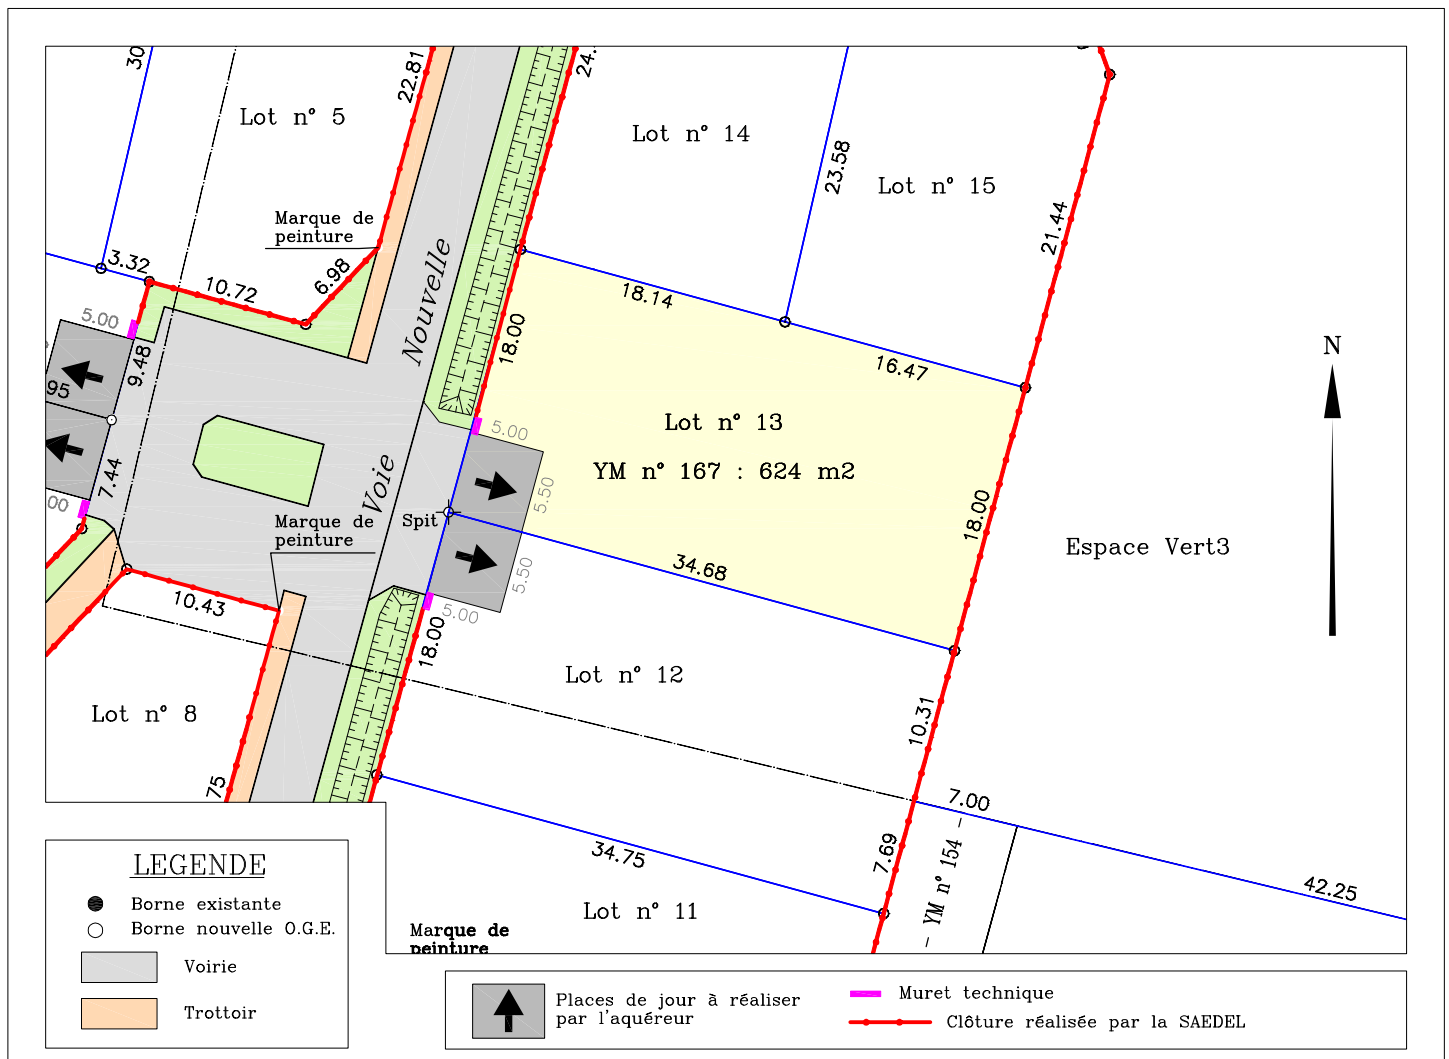 30
22.81
24.
Lot n° 5
Lot n° 14
23.58
Lot n° 15
21.44
Marque de
peinture
3.32
10.72
6.98
Nouvelle
18.14
16.47
18.00
N
5.00
9.48
95
Lot n° 13
5.00
YM n° 167 : 624 m2
Voie
7.44
00
5.50
18.00
Marque de
peinture
Spit
Espace Vert3
5.50
34.68
10.43
5.00
18.00
Lot n° 12
Lot n° 8
10.31
75
7.00
7.69
- YM n° 154 -
34.75
42.25
Lot n° 11
Marque de
peinture
LEGENDE
Borne existante
Borne nouvelle O.G.E.
Voirie
Trottoir
Places de jour à réaliser
par l'aquéreur
Muret technique
Clôture réalisée par la SAEDEL